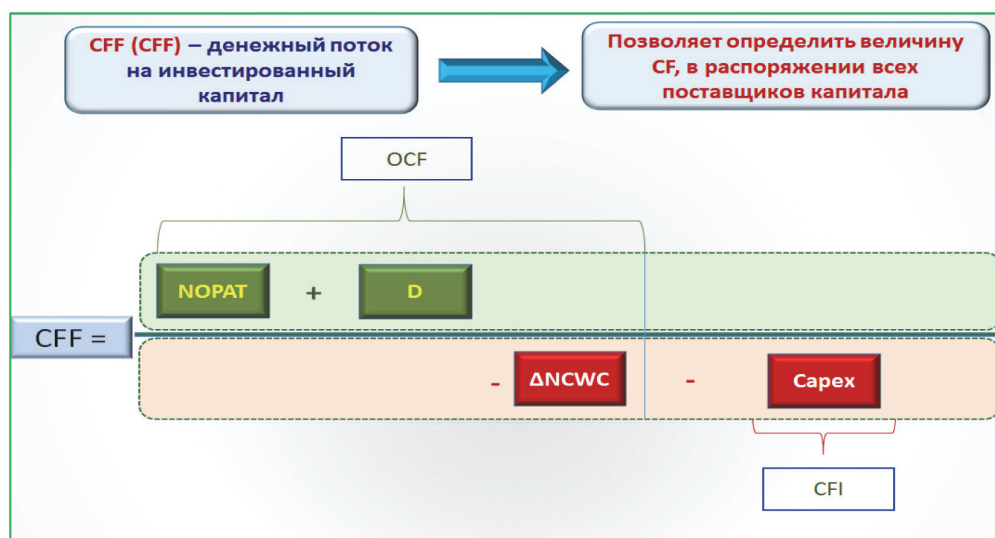 CFF (CFF) – денежный поток
на инвестированный
капитал
Позволяет определить величину
CF, в распоряжении всех
поставщиков капитала
OCF
NOPAT + D
CFF =
- ΔNCWC - Capex
CFI